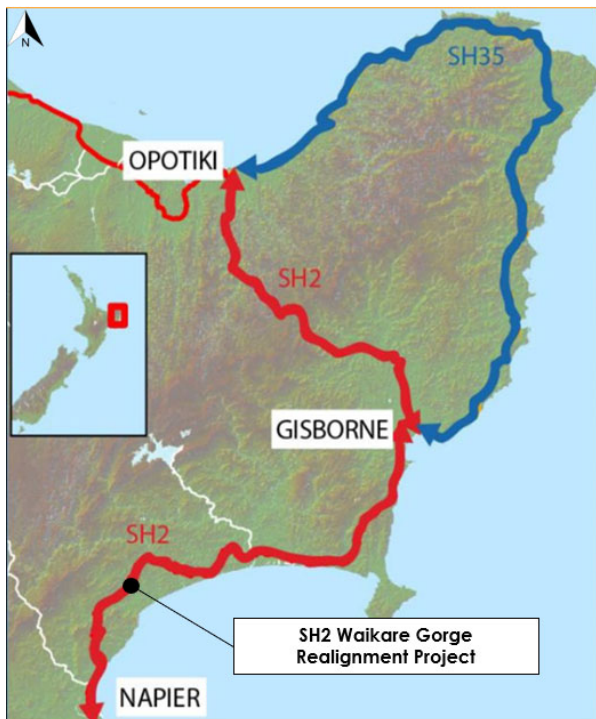 N
SH35
OPOTIKI
SH2
GISBORNE
SH2
SH2 Waikare Gorge
Realignment Project
NAPIER